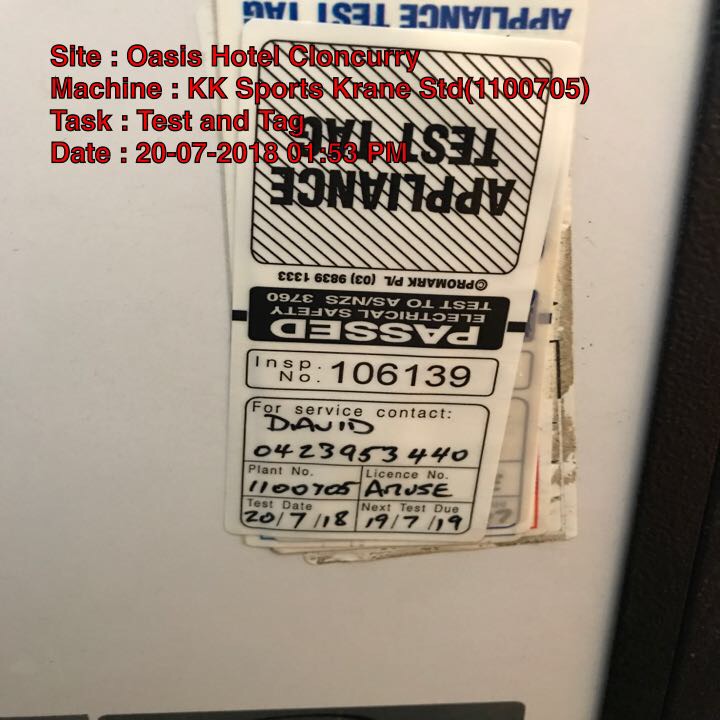 APPLIANCE TEST TAG
Site : Oasis Hotel Cloncurry
Machine : KK Sports Krane Std(1100705)
Task : Test and Tag
Date : 20-07-2018 01:53 PM
APPLIANCE
TEST TAG
©PROMARK P/L (03) 9839 1333
PASSED
ELECTRICAL SAFETY
TEST TO AS/NZS 3760
Insp. No. 106139
For service contact:
DAVID
0423953440
Plant No. Licence No.
1100705 AMUSE
Test Date Next Test Due
20/7/18 19/7/19